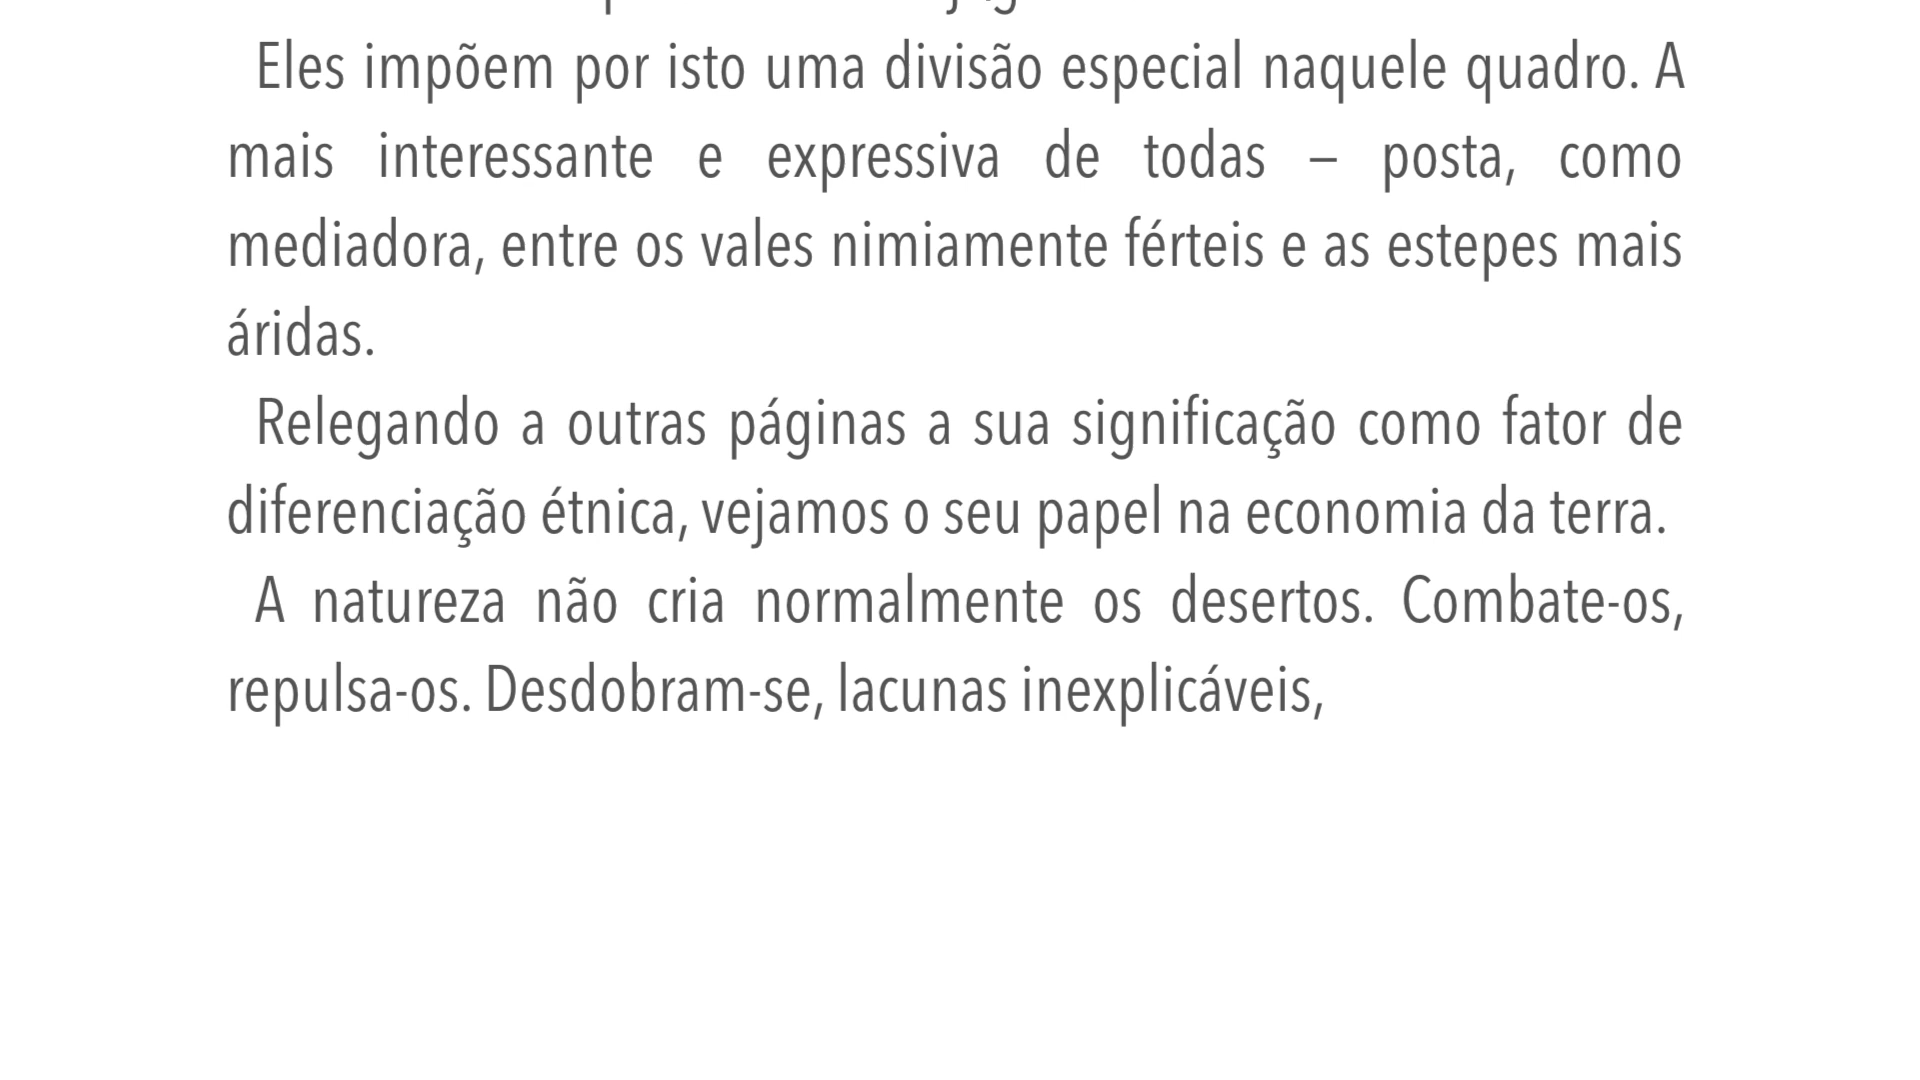 Eles impõem por isto uma divisão especial naquele quadro. A
mais interessante e expressiva de todas – posta, como
mediadora, entre os vales nimiamente férteis e as estepes mais
áridas.
Relegando a outras páginas a sua significação como fator de
diferenciação étnica, vejamos o seu papel na economia da terra.
A natureza não cria normalmente os desertos. Combate-os,
repulsa-os. Desdobram-se, lacunas inexplicáveis,